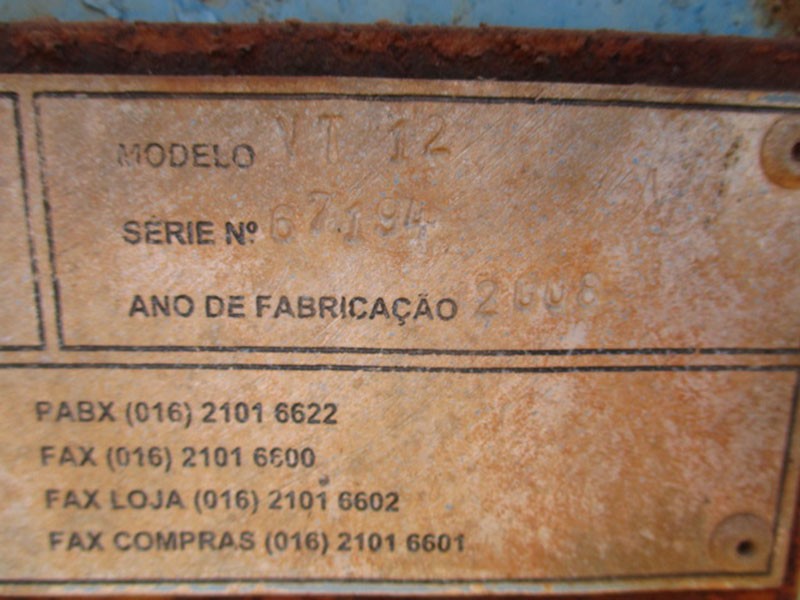 MODELO VT 12
SÉRIE Nº 67194
ANO DE FABRICAÇÃO 2008
PABX (016) 2101 6622
FAX (016) 2101 6600
FAX LOJA (016) 2101 6602
FAX COMPRAS (016) 2101 6601